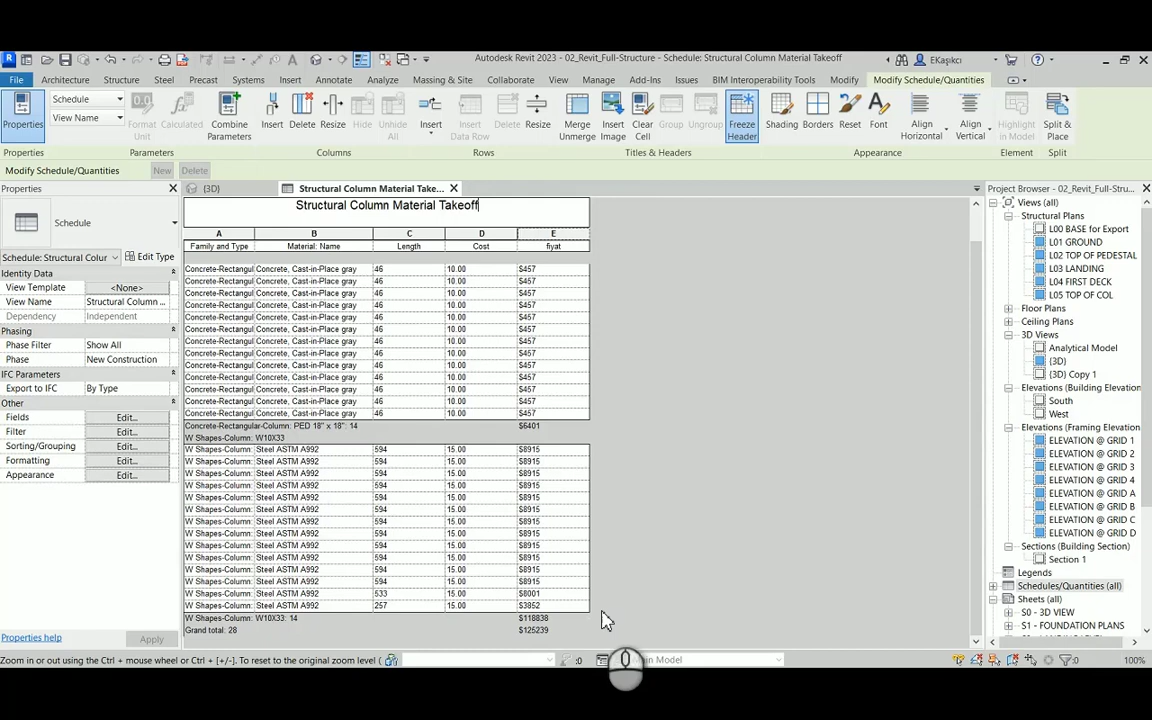 Autodesk Revit 2023 - 02_Revit_Full-Structure - Schedule: Structural Column Material Takeoff
EKaşıkcı
File Architecture Structure Steel Precast Systems Insert Annotate Analyze Massing & Site Collaborate View Manage Add-Ins Issues BIM Interoperability Tools Modify Modify Schedule/Quantities
Schedule
View Name
Properties
Format Unit
Calculated
Combine Parameters
Insert
Delete
Resize
Hide
Unhide All
Insert
Insert Data Row
Delete
Resize
Merge Unmerge
Insert Image
Clear Cell
Group
Ungroup
Freeze Header
Shading
Borders
Reset
Font
Align Horizontal
Align Vertical
Highlight in Model
Split & Place
Properties Parameters Columns Rows Titles & Headers Appearance Element Split
Modify Schedule/Quantities New Delete
Properties
Schedule
Schedule: Structural Colur Edit Type
Identity Data
View Template <None>
View Name Structural Column ...
Dependency Independent
Phasing
Phase Filter Show All
Phase New Construction
IFC Parameters
Export to IFC By Type
Other
Fields Edit...
Filter Edit...
Sorting/Grouping Edit...
Formatting Edit...
Appearance Edit...
Properties help Apply
{3D}
Structural Column Material Take...
Structural Column Material Takeoff
A B C D E
Family and Type Material: Name Length Cost fiyat
Concrete-Rectangul Concrete, Cast-in-Place gray 46 10.00 $457
Concrete-Rectangul Concrete, Cast-in-Place gray 46 10.00 $457
Concrete-Rectangul Concrete, Cast-in-Place gray 46 10.00 $457
Concrete-Rectangul Concrete, Cast-in-Place gray 46 10.00 $457
Concrete-Rectangul Concrete, Cast-in-Place gray 46 10.00 $457
Concrete-Rectangul Concrete, Cast-in-Place gray 46 10.00 $457
Concrete-Rectangul Concrete, Cast-in-Place gray 46 10.00 $457
Concrete-Rectangul Concrete, Cast-in-Place gray 46 10.00 $457
Concrete-Rectangul Concrete, Cast-in-Place gray 46 10.00 $457
Concrete-Rectangul Concrete, Cast-in-Place gray 46 10.00 $457
Concrete-Rectangul Concrete, Cast-in-Place gray 46 10.00 $457
Concrete-Rectangul Concrete, Cast-in-Place gray 46 10.00 $457
Concrete-Rectangul Concrete, Cast-in-Place gray 46 10.00 $457
Concrete-Rectangular-Column: PED 18" x 18": 14 $6401
W Shapes-Column: W10X33
W Shapes-Column: Steel ASTM A992 594 15.00 $8915
W Shapes-Column: Steel ASTM A992 594 15.00 $8915
W Shapes-Column: Steel ASTM A992 594 15.00 $8915
W Shapes-Column: Steel ASTM A992 594 15.00 $8915
W Shapes-Column: Steel ASTM A992 594 15.00 $8915
W Shapes-Column: Steel ASTM A992 594 15.00 $8915
W Shapes-Column: Steel ASTM A992 594 15.00 $8915
W Shapes-Column: Steel ASTM A992 594 15.00 $8915
W Shapes-Column: Steel ASTM A992 594 15.00 $8915
W Shapes-Column: Steel ASTM A992 594 15.00 $8915
W Shapes-Column: Steel ASTM A992 594 15.00 $8915
W Shapes-Column: Steel ASTM A992 594 15.00 $8915
W Shapes-Column: Steel ASTM A992 533 15.00 $8001
W Shapes-Column: Steel ASTM A992 257 15.00 $3852
W Shapes-Column: W10X33: 14 $118838
Grand total: 28 $125239
Project Browser - 02_Revit_Full-Stru...
Views (all)
Structural Plans
L00 BASE for Export
L01 GROUND
L02 TOP OF PEDESTAL
L03 LANDING
L04 FIRST DECK
L05 TOP OF COL
Floor Plans
Ceiling Plans
3D Views
Analytical Model
{3D}
{3D} Copy 1
Elevations (Building Elevation
South
West
Elevations (Framing Elevation
ELEVATION @ GRID 1
ELEVATION @ GRID 2
ELEVATION @ GRID 3
ELEVATION @ GRID 4
ELEVATION @ GRID A
ELEVATION @ GRID B
ELEVATION @ GRID C
ELEVATION @ GRID D
Sections (Building Section)
Section 1
Legends
Schedules/Quantities (all)
Sheets (all)
S0 - 3D VIEW
S1 - FOUNDATION PLANS
Zoom in or out using the Ctrl + mouse wheel or Ctrl + [+/-]. To reset to the original zoom level ( :0 in Model :0 100%